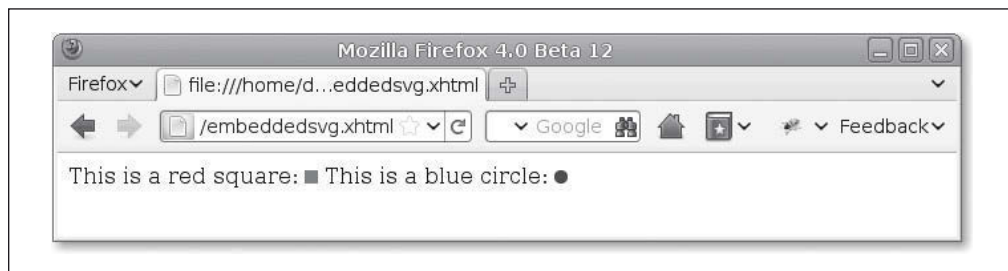 Mozilla Firefox 4.0 Beta 12
Firefox file:///home/d...eddedsvg.xhtml
/embeddedsvg.xhtml Google Feedback
This is a red square: This is a blue circle: